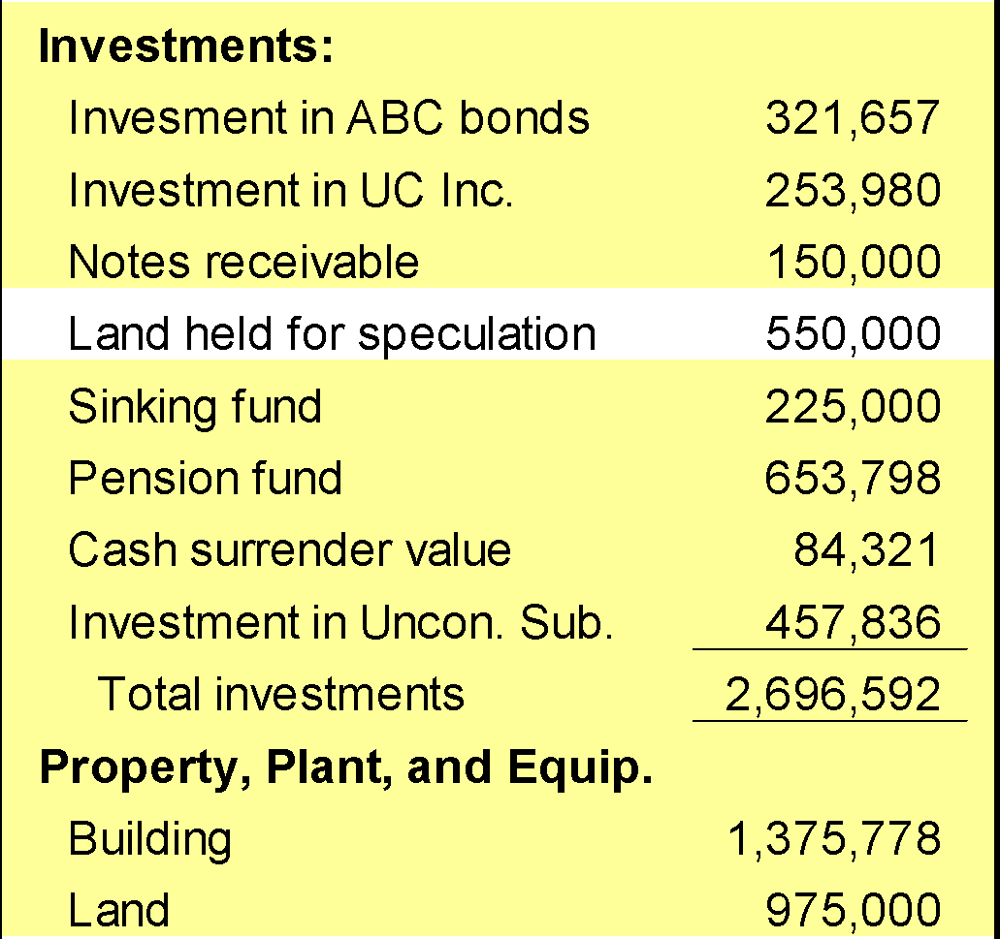 Investments:
Invesment in ABC bonds 321,657
Investment in UC Inc. 253,980
Notes receivable 150,000
Land held for speculation 550,000
Sinking fund 225,000
Pension fund 653,798
Cash surrender value 84,321
Investment in Uncon. Sub. 457,836
Total investments 2,696,592
Property, Plant, and Equip.
Building 1,375,778
Land 975,000